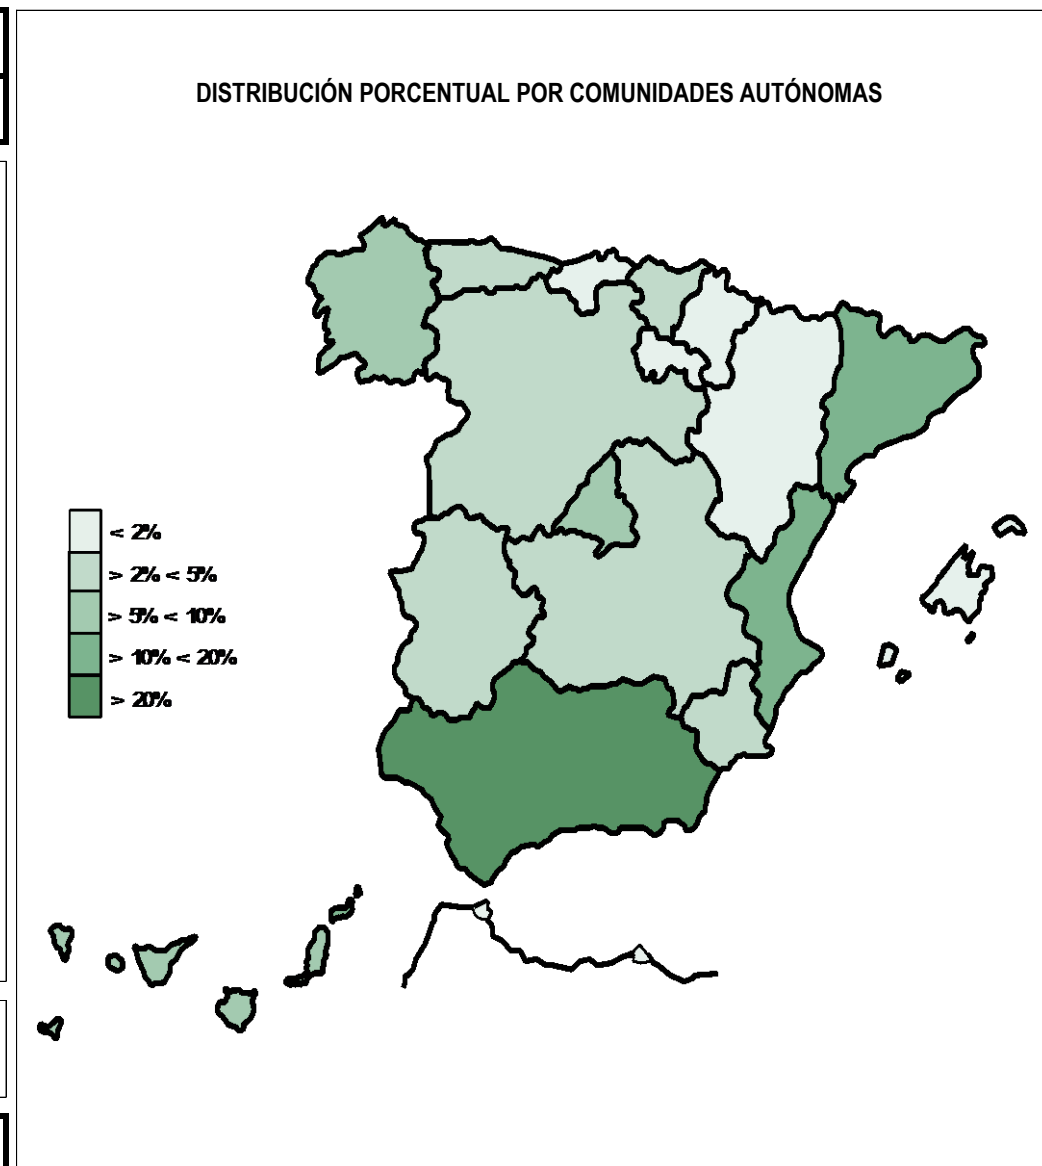 DISTRIBUCIÓN PORCENTUAL POR COMUNIDADES AUTÓNOMAS
< 2%
> 2% < 5%
> 5% < 10%
> 10% < 20%
> 20%